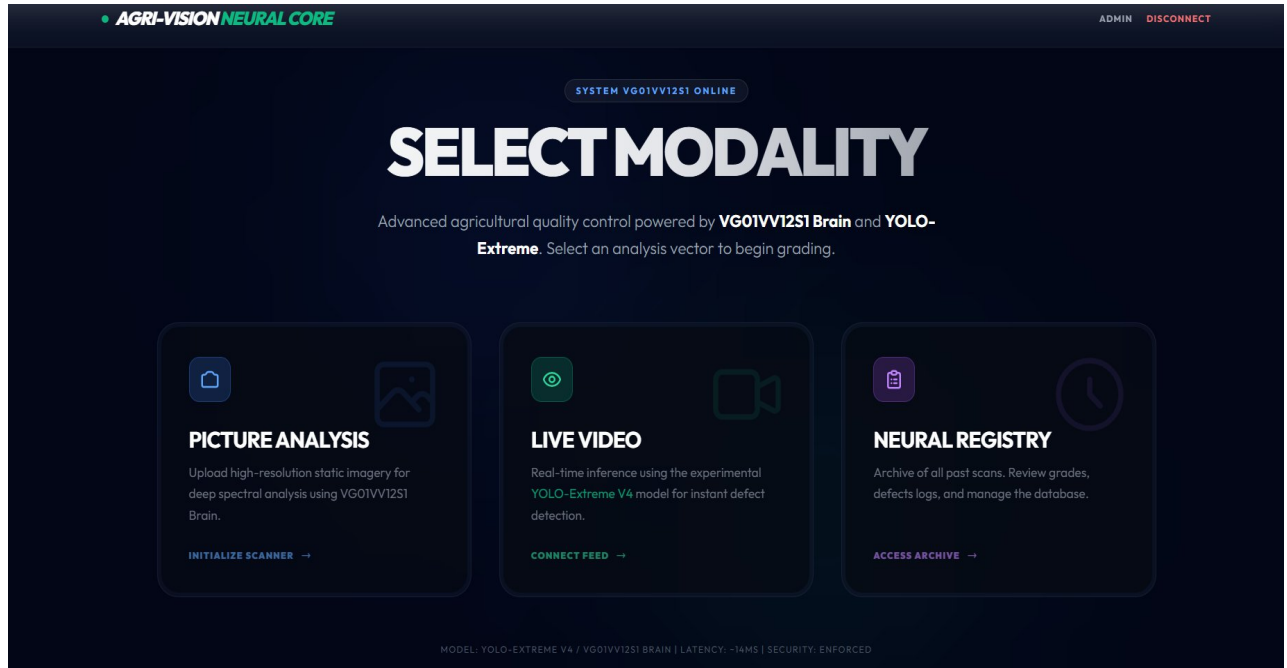 AGRI-VISION NEURAL CORE
ADMIN DISCONNECT
SYSTEM VG01VV12S1 ONLINE
SELECT MODALITY
Advanced agricultural quality control powered by VG01VV12S1 Brain and YOLO-
Extreme. Select an analysis vector to begin grading.
PICTURE ANALYSIS
Upload high-resolution static imagery for
deep spectral analysis using VG01VV12S1
Brain.
INITIALIZE SCANNER →
LIVE VIDEO
Real-time inference using the experimental
YOLO-Extreme V4 model for instant defect
detection.
CONNECT FEED →
NEURAL REGISTRY
Archive of all past scans. Review grades,
defects logs, and manage the database.
ACCESS ARCHIVE →
MODEL: YOLO-EXTREME V4 / VG01VV12S1 BRAIN | LATENCY: ~14MS | SECURITY: ENFORCED